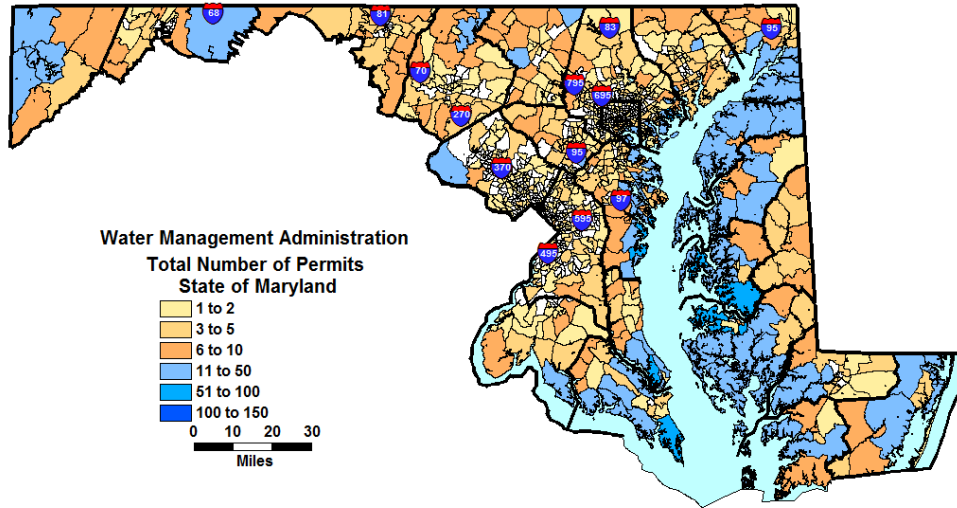 68
81
83
95
70
795
695
270
95
370
97
595
495
Water Management Administration
Total Number of Permits
State of Maryland
1 to 2
3 to 5
6 to 10
11 to 50
51 to 100
100 to 150
0 10 20 30
Miles